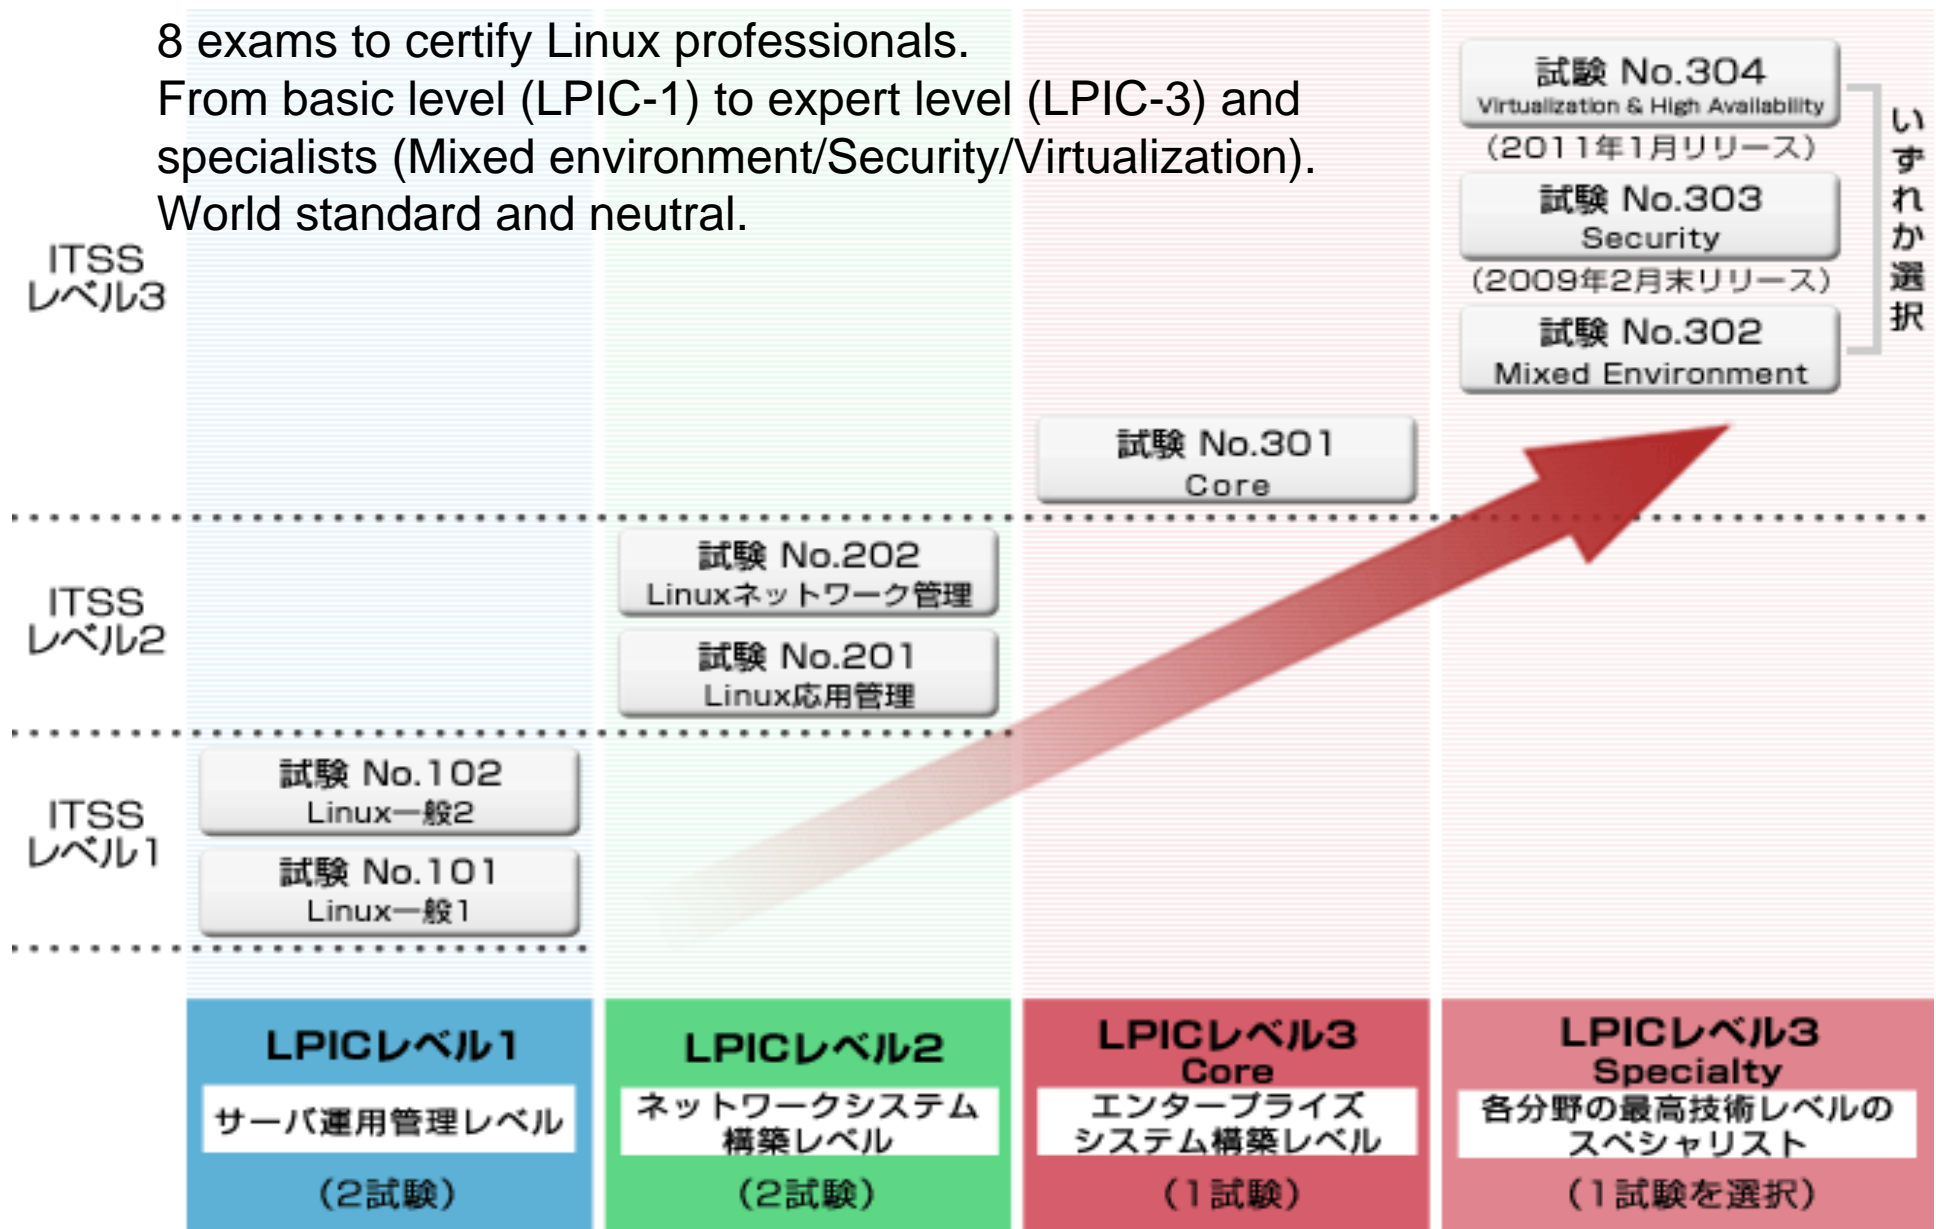 8 exams to certify Linux professionals.
From basic level (LPIC-1) to expert level (LPIC-3) and
specialists (Mixed environment/Security/Virtualization).
World standard and neutral.
試験 No.304
Virtualization & High Availability
(2011年1月リリース)
試験 No.303
Security
(2009年2月末リリース)
試験 No.302
Mixed Environment
いずれか選択
ITSS
レベル3
試験 No.301
Core
ITSS
レベル2
試験 No.202
Linuxネットワーク管理
試験 No.201
Linux応用管理
ITSS
レベル1
試験 No.102
Linux一般2
試験 No.101
Linux一般1
LPICレベル1
サーバ運用管理レベル
(2試験)
LPICレベル2
ネットワークシステム
構築レベル
(2試験)
LPICレベル3
Core
エンタープライズ
システム構築レベル
(1試験)
LPICレベル3
Specialty
各分野の最高技術レベルの
スペシャリスト
(1試験を選択)